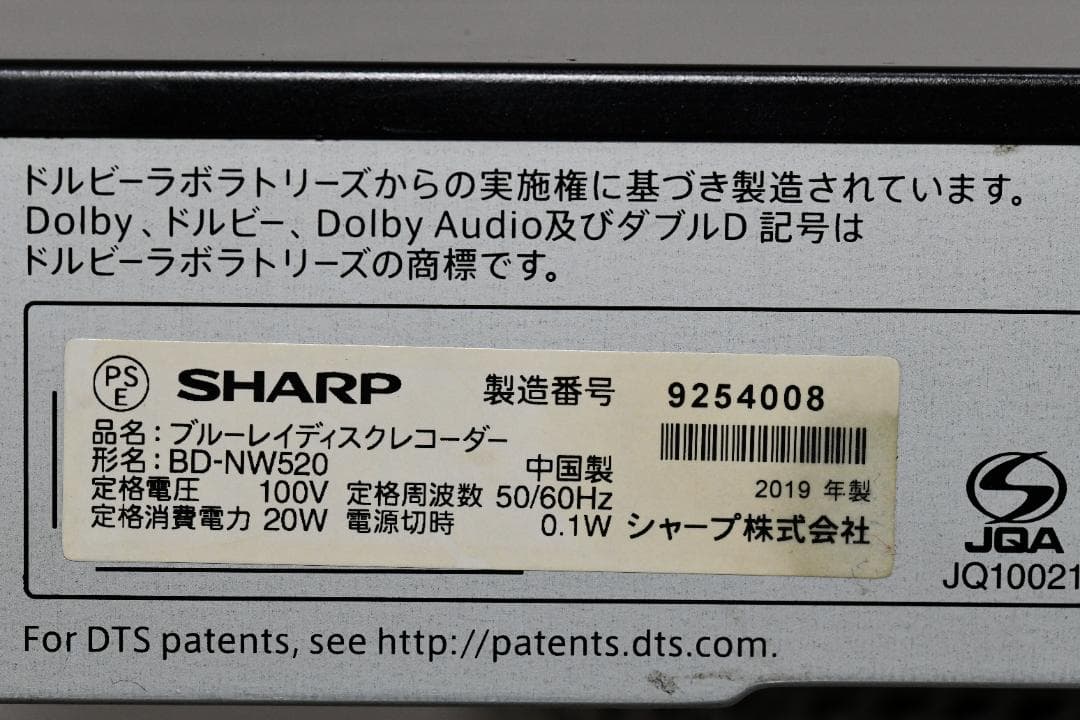 ドルビーラボラトリーズからの実施権に基づき製造されています。
Dolby、ドルビー、Dolby Audio及びダブルD 記号は
ドルビーラボラトリーズの商標です。
PS
E
SHARP 製造番号 9254008
品名：ブルーレイディスクレコーダー
形名：BD-NW520 中国製
2019 年製
定格電圧 100V 定格周波数 50/60Hz
定格消費電力 20W 電源切時 0.1W シャープ株式会社
JQA
JQ10021
For DTS patents, see http://patents.dts.com.